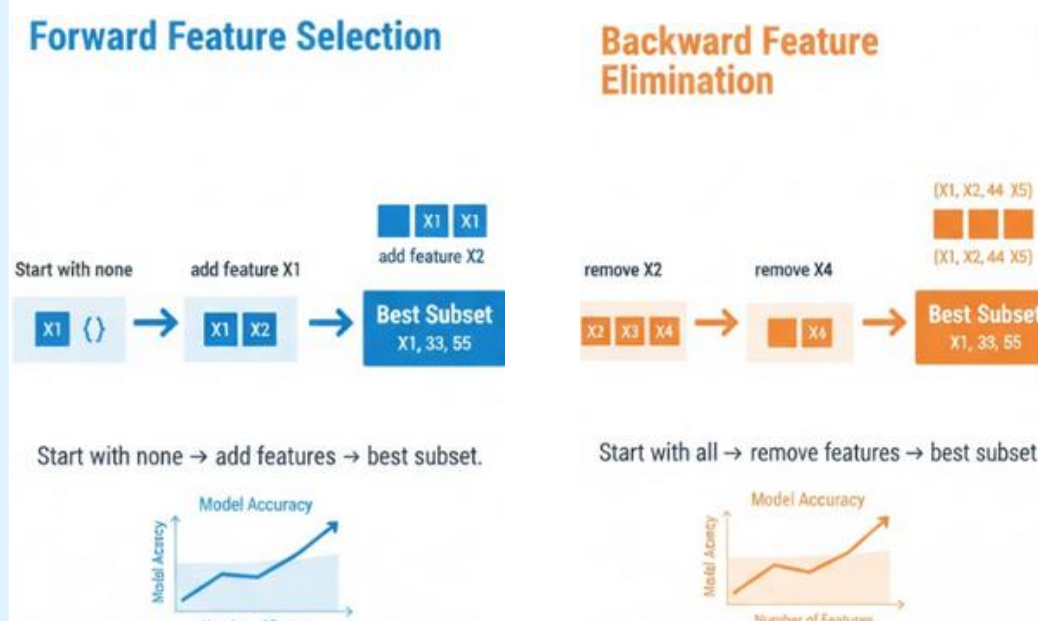 Forward Feature Selection
X1 X1
add feature X2
Start with none
add feature X1
X1 {}
X1 X2
Best Subset
X1, 33, 55
Start with none → add features → best subset.
Model Accuracy
Backward Feature
Elimination
(X1, X2, 44 X5)
(X1, X2, 44 X5)
remove X2
remove X4
X2 X3 X4
X6
Best Subset
X1, 33, 55
Start with all → remove features → best subset
Model Accuracy
Number of Features